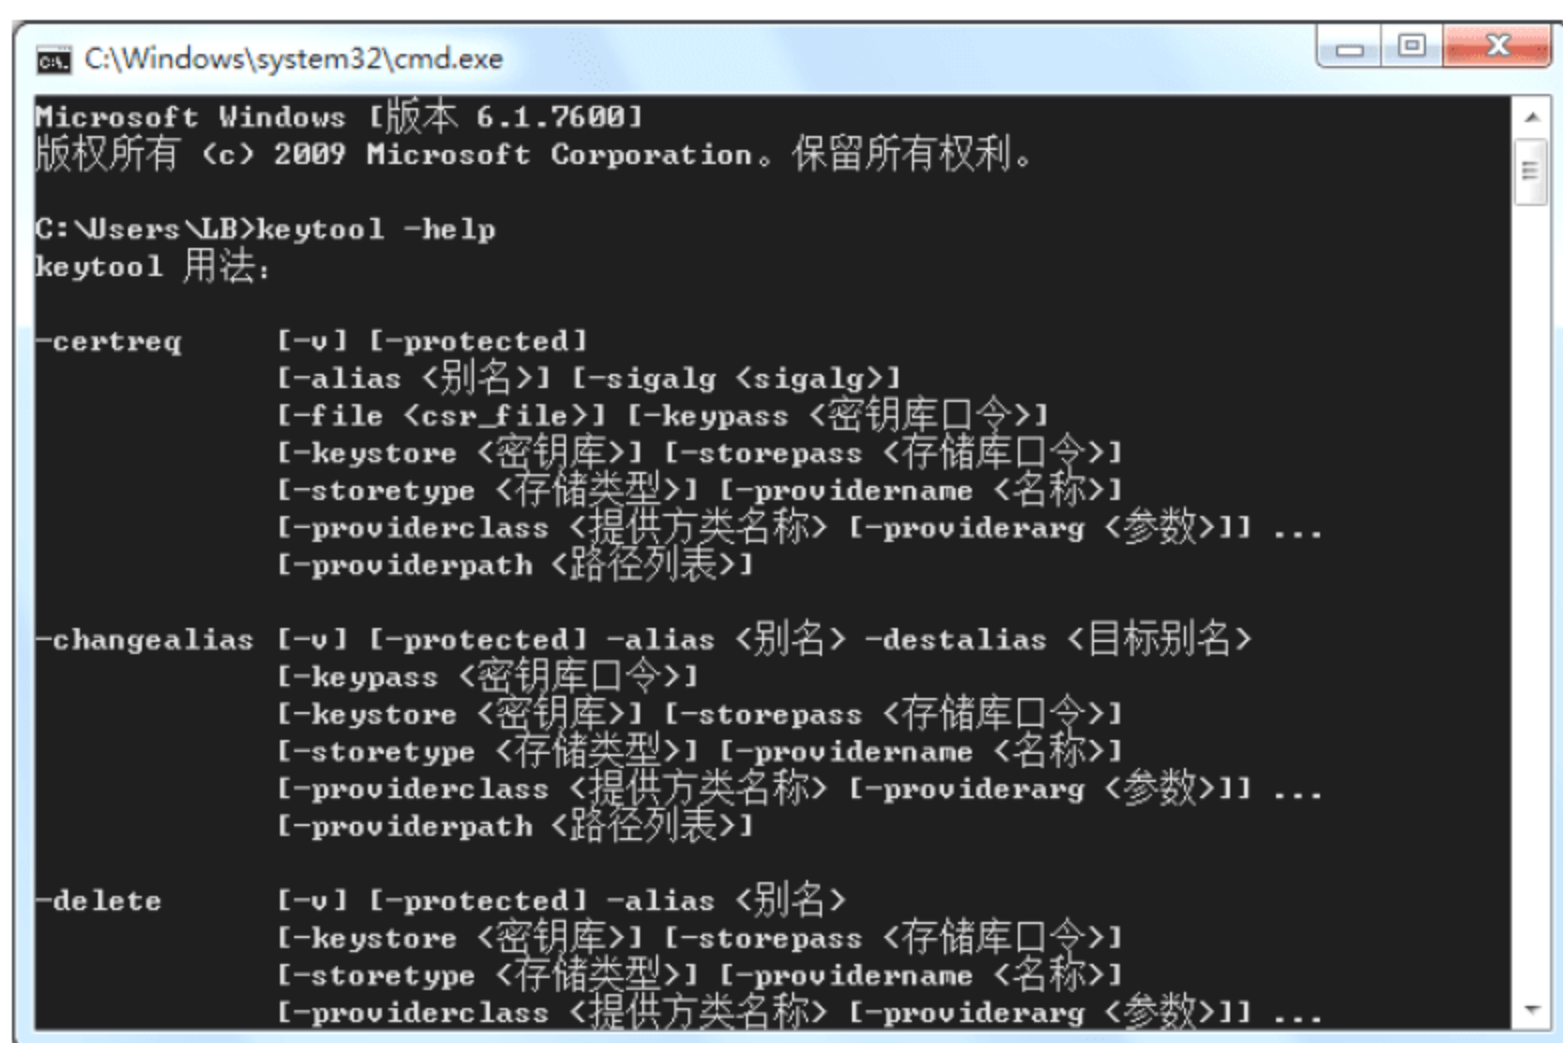 C:\Windows\system32\cmd.exe
Microsoft Windows [版本 6.1.7600]
版权所有 (c) 2009 Microsoft Corporation。保留所有权利。
C:\Users\LB>keytool -help
keytool 用法:
-certreq [-v] [-protected]
[-alias <别名>] [-sigalg <sigalg>]
[-file <csr_file>] [-keypass <密钥库口令>]
[-keystore <密钥库>] [-storepass <存储库口令>]
[-storetype <存储类型>] [-providername <名称>]
[-providerclass <提供方类名称> [-providerarg <参数>]] ...
[-providerpath <路径列表>]
-changealias [-v] [-protected] -alias <别名> -destalias <目标别名>
[-keypass <密钥库口令>]
[-keystore <密钥库>] [-storepass <存储库口令>]
[-storetype <存储类型>] [-providername <名称>]
[-providerclass <提供方类名称> [-providerarg <参数>]] ...
[-providerpath <路径列表>]
-delete [-v] [-protected] -alias <别名>
[-keystore <密钥库>] [-storepass <存储库口令>]
[-storetype <存储类型>] [-providername <名称>]
[-providerclass <提供方类名称> [-providerarg <参数>]] ...